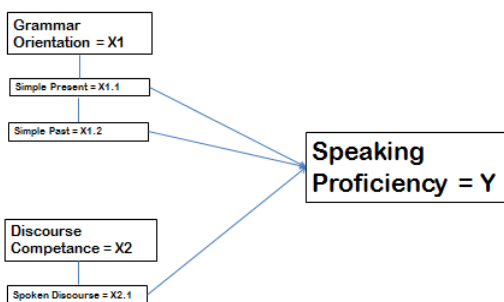 Grammar
Orientation = X1
Simple Present = X1.1
Simple Past = X1.2
Speaking
Proficiency = Y
Discourse
Competance = X2
Spoken Discourse = X2.1